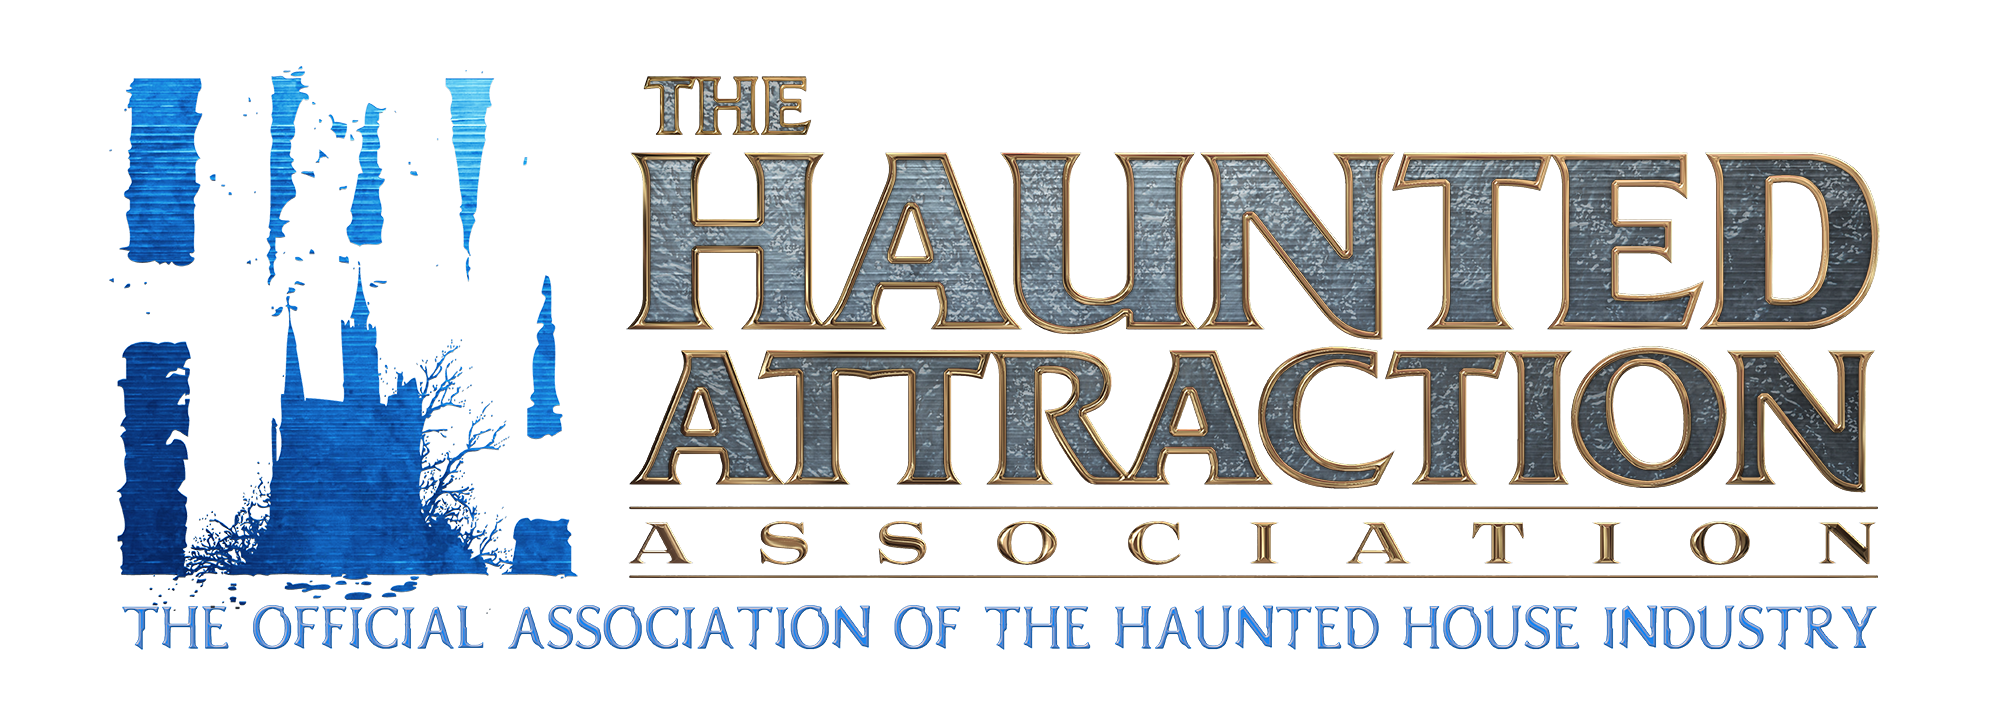 THE
HAUNTED
ATTRACTION
ASSOCIATION
THE OFFICIAL ASSOCIATION OF THE HAUNTED HOUSE INDUSTRY